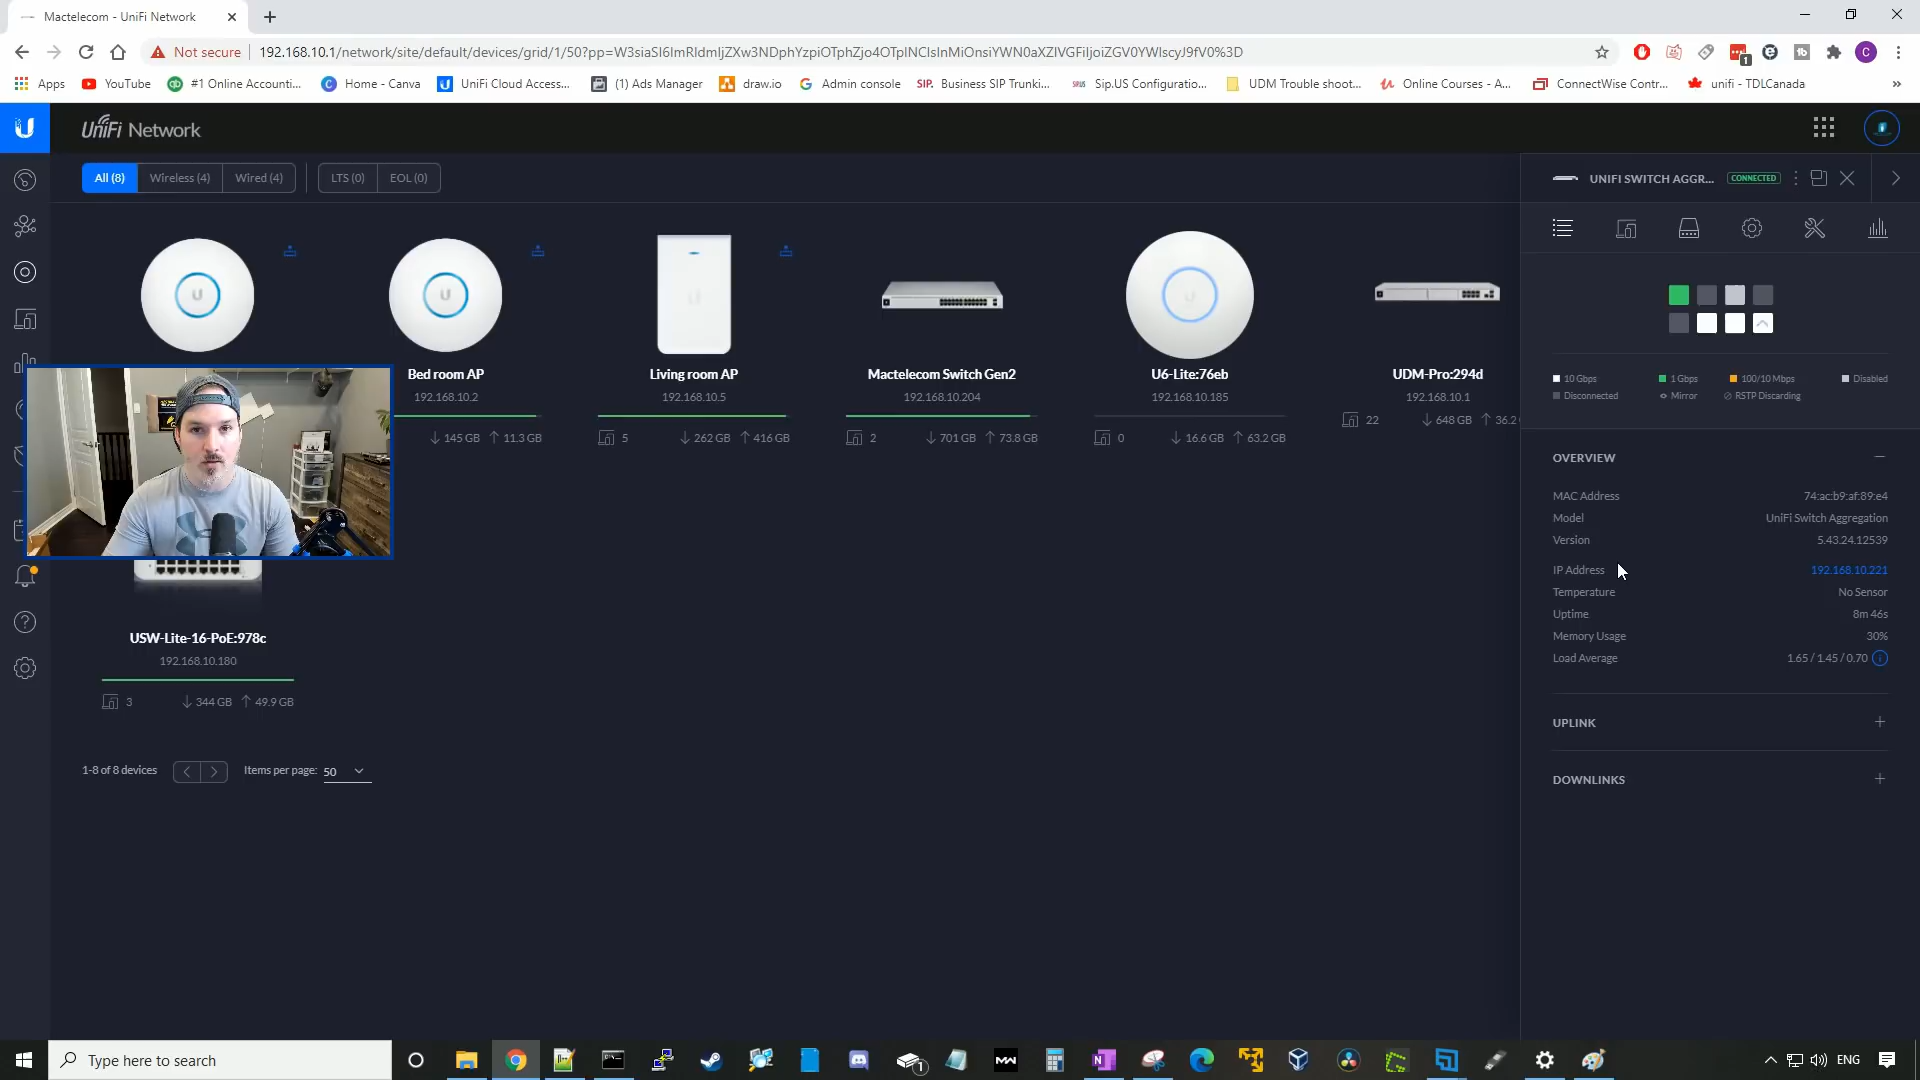 Mactelecom - UniFi Network
Not secure
192.168.10.1/network/site/default/devices/grid/1/50?pp=
Apps
YouTube
#1 Online Accounti...
Home - Canva
UniFi Cloud Access...
(1) Ads Manager
draw.io
Admin console
SIP. Business SIP Trunki...
Sip.US Configuratio...
UDM Trouble shoot...
Online Courses - A...
ConnectWise Contr...
unifi - TDLCanada
UniFi Network
All (8)
Wireless (4)
Wired (4)
LTS (0)
EOL (0)
UNIFI SWITCH AGGR...
CONNECTED
10 Gbps
1 Gbps
100/10 Mbps
Disabled
Disconnected
Mirror
RSTP Discarding
Bed room AP
192.168.10.2
145 GB
11.3 GB
Living room AP
192.168.10.5
5
262 GB
416 GB
Mactelecom Switch Gen2
192.168.10.204
2
701 GB
73.8 GB
U6-Lite:76eb
192.168.10.185
0
16.6 GB
63.2 GB
UDM-Pro:294d
192.168.10.1
22
648 GB
36.2
OVERVIEW
MAC Address 74:ac:b9:af:89:e4
Model UniFi Switch Aggregation
Version 5.43.24.12539
IP Address 192.168.10.221
Temperature No Sensor
Uptime 8m 46s
Memory Usage 30%
Load Average 1.65 / 1.45 / 0.70
UPLINK
DOWNLINKS
USW-Lite-16-PoE:978c
192.168.10.180
3
344 GB
49.9 GB
1-8 of 8 devices
Items per page: 50
Type here to search
ENG